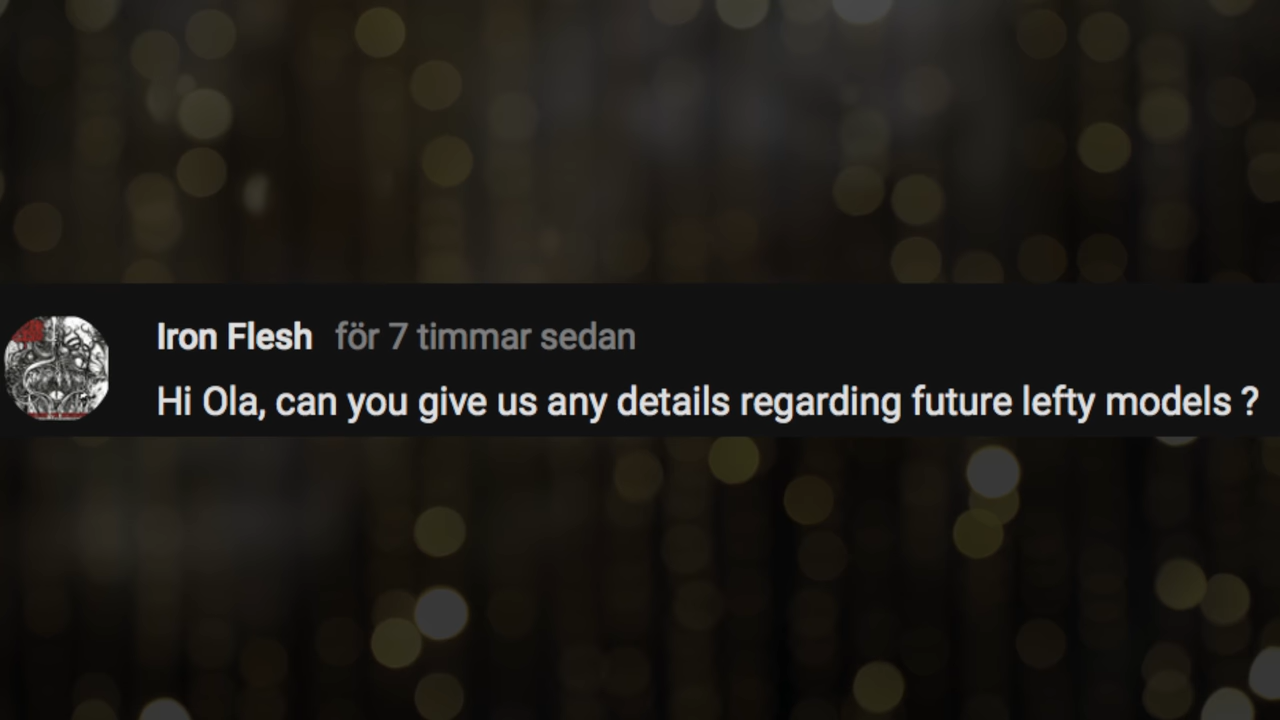 Iron Flesh för 7 timmar sedan
Hi Ola, can you give us any details regarding future lefty models ?